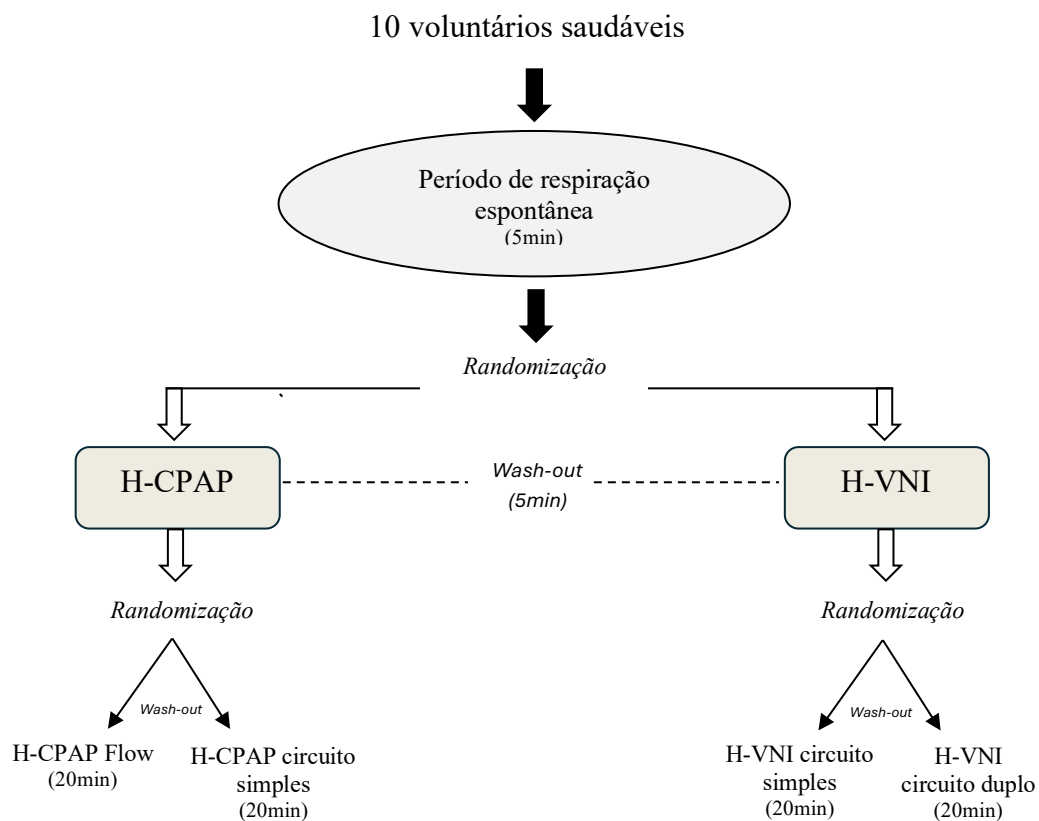 10 voluntários saudáveis
Período de respiração
espontânea
(5min)
Randomização
H-CPAP
Wash-out
(5min)
H-VNI
Randomização
Randomização
Wash-out
Wash-out
H-CPAP Flow
(20min)
H-CPAP circuito
simples
(20min)
H-VNI circuito
simples
(20min)
H-VNI
circuito duplo
(20min)